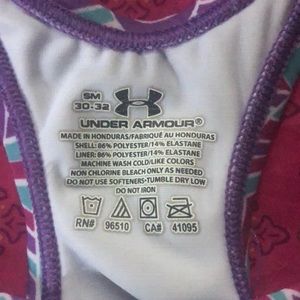 SM
30-32
UNDER ARMOUR®
MADE IN HONDURAS/FABRIQUÉ AU HONDURAS
SHELL: 86% POLYESTER/14% ELASTANE
LINER: 86% POLYESTER/14% ELASTANE
MACHINE WASH COLD/LIKE COLORS
NON CHLORINE BLEACH ONLY AS NEEDED
DO NOT USE SOFTENERS-TUMBLE DRY LOW
DO NOT IRON
RN# 96510 CA# 41095